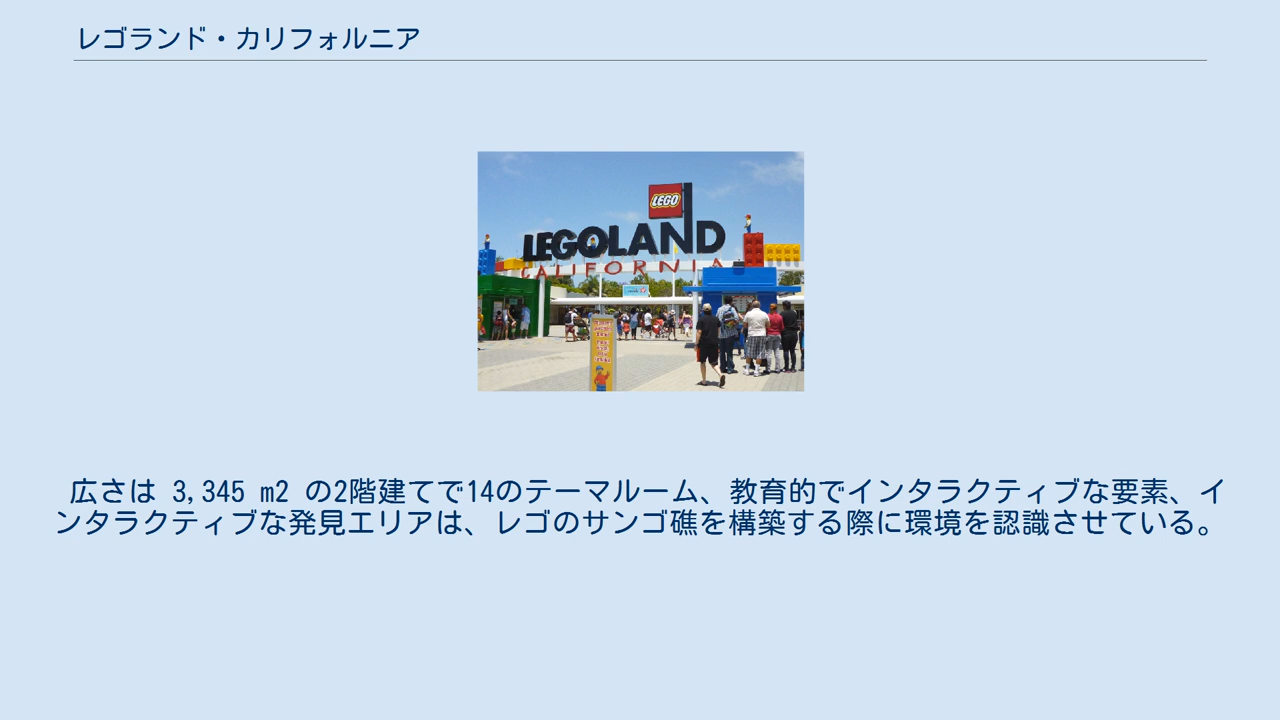 レゴランド・カリフォルニア
LEGO
LEGOLAND
CALIFORNIA
広さは 3,345 m2 の2階建てで14のテーマルーム、教育的でインタラクティブな要素、イ
ンタラクティブな発見エリアは、レゴのサンゴ礁を構築する際に環境を認識させている。